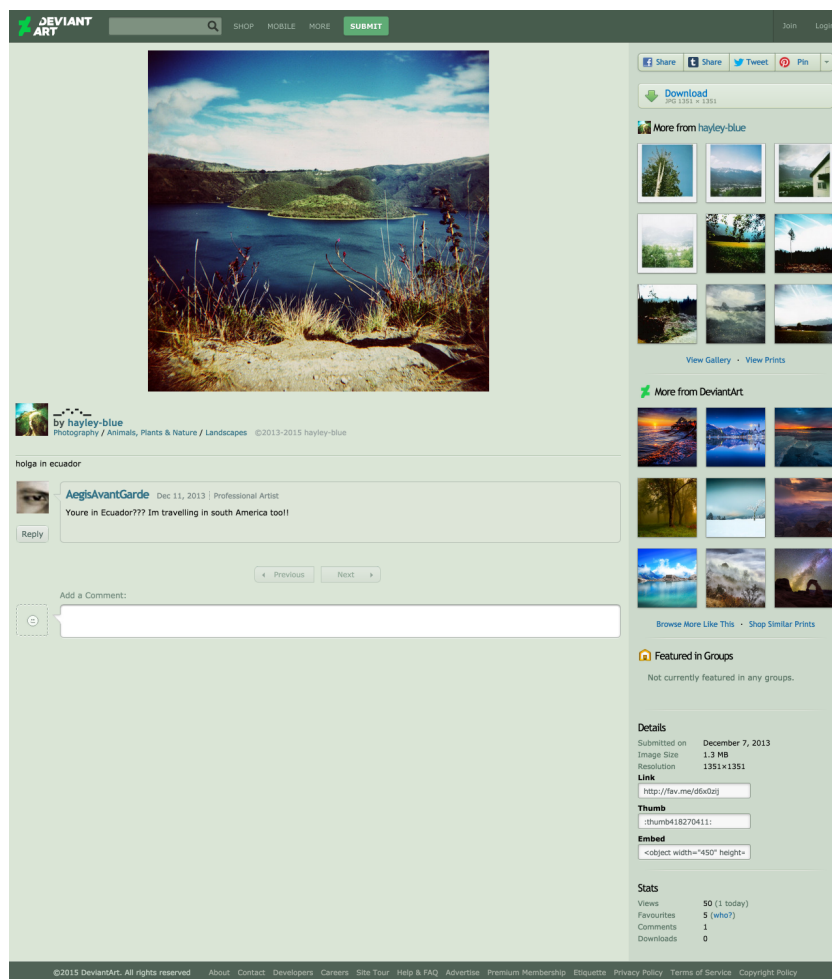 DEVIANT
ART
SHOP MOBILE MORE SUBMIT Join Login
Share Share Tweet Pin
Download
JPG 1351 × 1351
More from hayley-blue
View Gallery · View Prints
__.-.-.__
by hayley-blue
Photography / Animals, Plants & Nature / Landscapes ©2013-2015 hayley-blue
holga in ecuador
AegisAvantGarde Dec 11, 2013 | Professional Artist
Youre in Ecuador??? Im travelling in south America too!!
Reply
Previous Next
Add a Comment:
More from DeviantArt
Browse More Like This · Shop Similar Prints
Featured in Groups
Not currently featured in any groups.
Details
Submitted on December 7, 2013
Image Size 1.3 MB
Resolution 1351×1351
Link
http://fav.me/d6x0zij
Thumb
:thumb418270411:
Embed
<object width="450" height=
Stats
Views 50 (1 today)
Favourites 5 (who?)
Comments 1
Downloads 0
©2015 DeviantArt. All rights reserved About Contact Developers Careers Site Tour Help & FAQ Advertise Premium Membership Etiquette Privacy Policy Terms of Service Copyright Policy